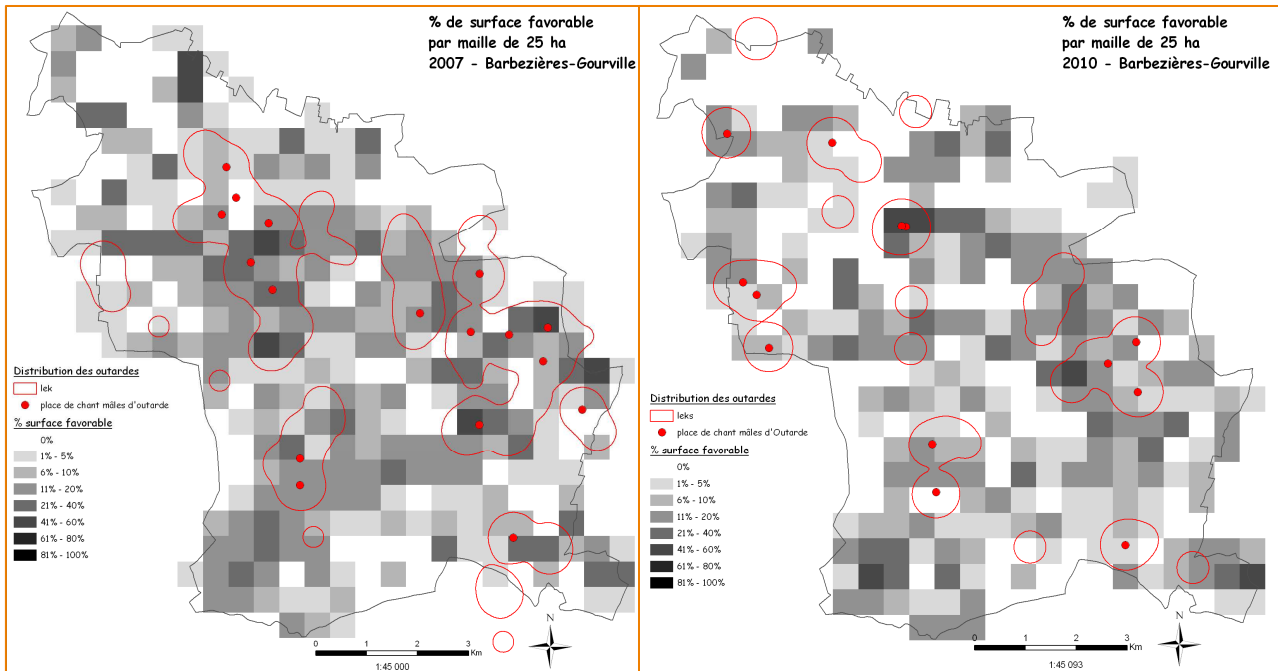 % de surface favorable
par maille de 25 ha
2007 - Barbezières-Gourville
Distribution des outardes
lek
place de chant mâles d'outarde
% surface favorable
0%
1% - 5%
6% - 10%
11% - 20%
21% - 40%
41% - 60%
61% - 80%
81% - 100%
N
0 1 2 3
Km
1:45 000
% de surface favorable
par maille de 25 ha
2010 - Barbezières-Gourville
Distribution des outardes
leks
place de chant mâles d'Outarde
% surface favorable
0%
1% - 5%
6% - 10%
11% - 20%
21% - 40%
41% - 60%
61% - 80%
81% - 100%
N
0 1 2 3
Km
1:45 093